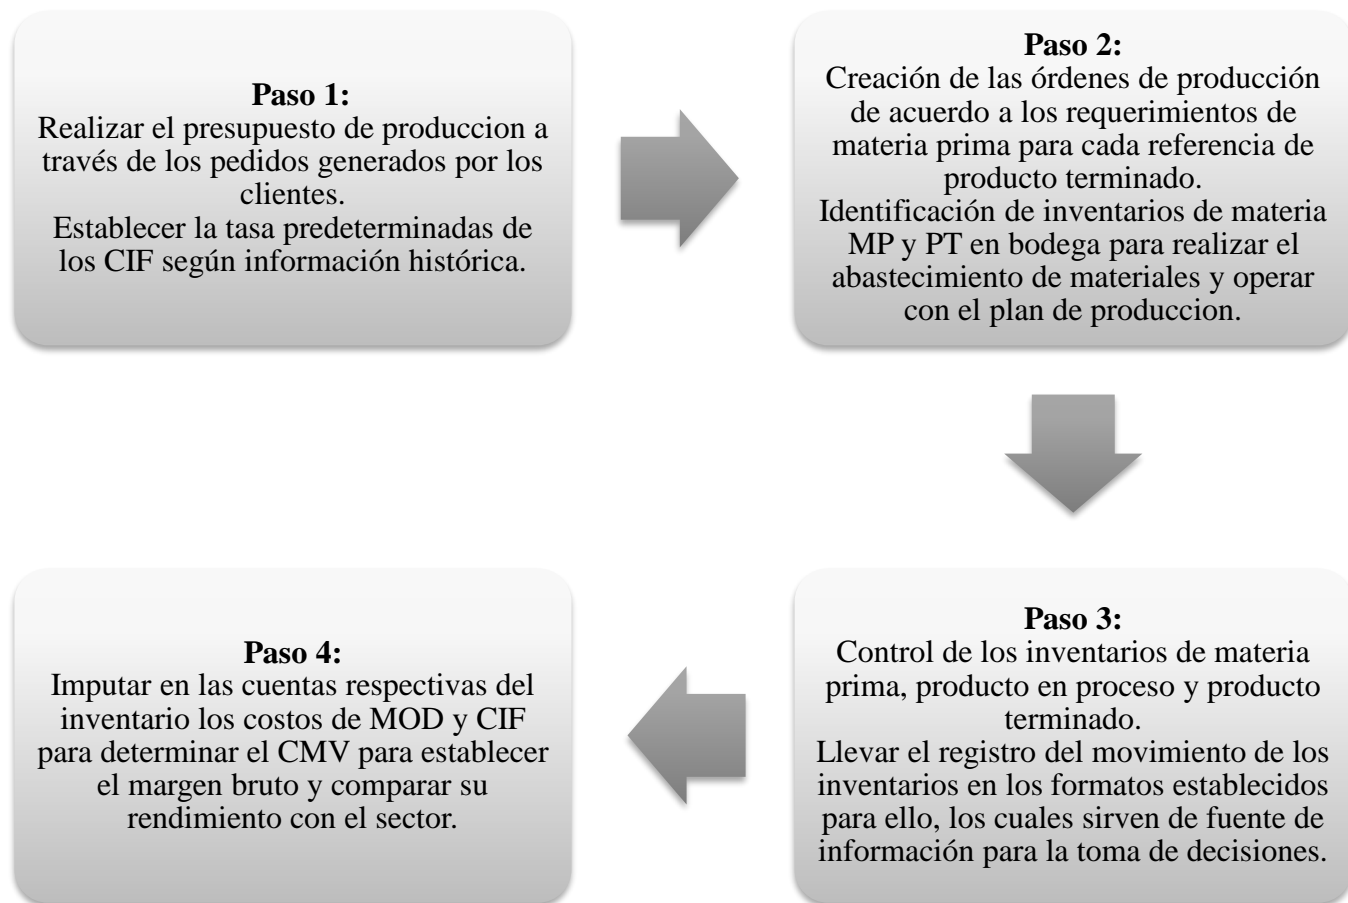 Paso 1:
Realizar el presupuesto de produccion a
través de los pedidos generados por los
clientes.
Establecer la tasa predeterminadas de
los CIF según información histórica.
Paso 2:
Creación de las órdenes de producción
de acuerdo a los requerimientos de
materia prima para cada referencia de
producto terminado.
Identificación de inventarios de materia
MP y PT en bodega para realizar el
abastecimiento de materiales y operar
con el plan de produccion.
Paso 3:
Control de los inventarios de materia
prima, producto en proceso y producto
terminado.
Llevar el registro del movimiento de los
inventarios en los formatos establecidos
para ello, los cuales sirven de fuente de
información para la toma de decisiones.
Paso 4:
Imputar en las cuentas respectivas del
inventario los costos de MOD y CIF
para determinar el CMV para establecer
el margen bruto y comparar su
rendimiento con el sector.